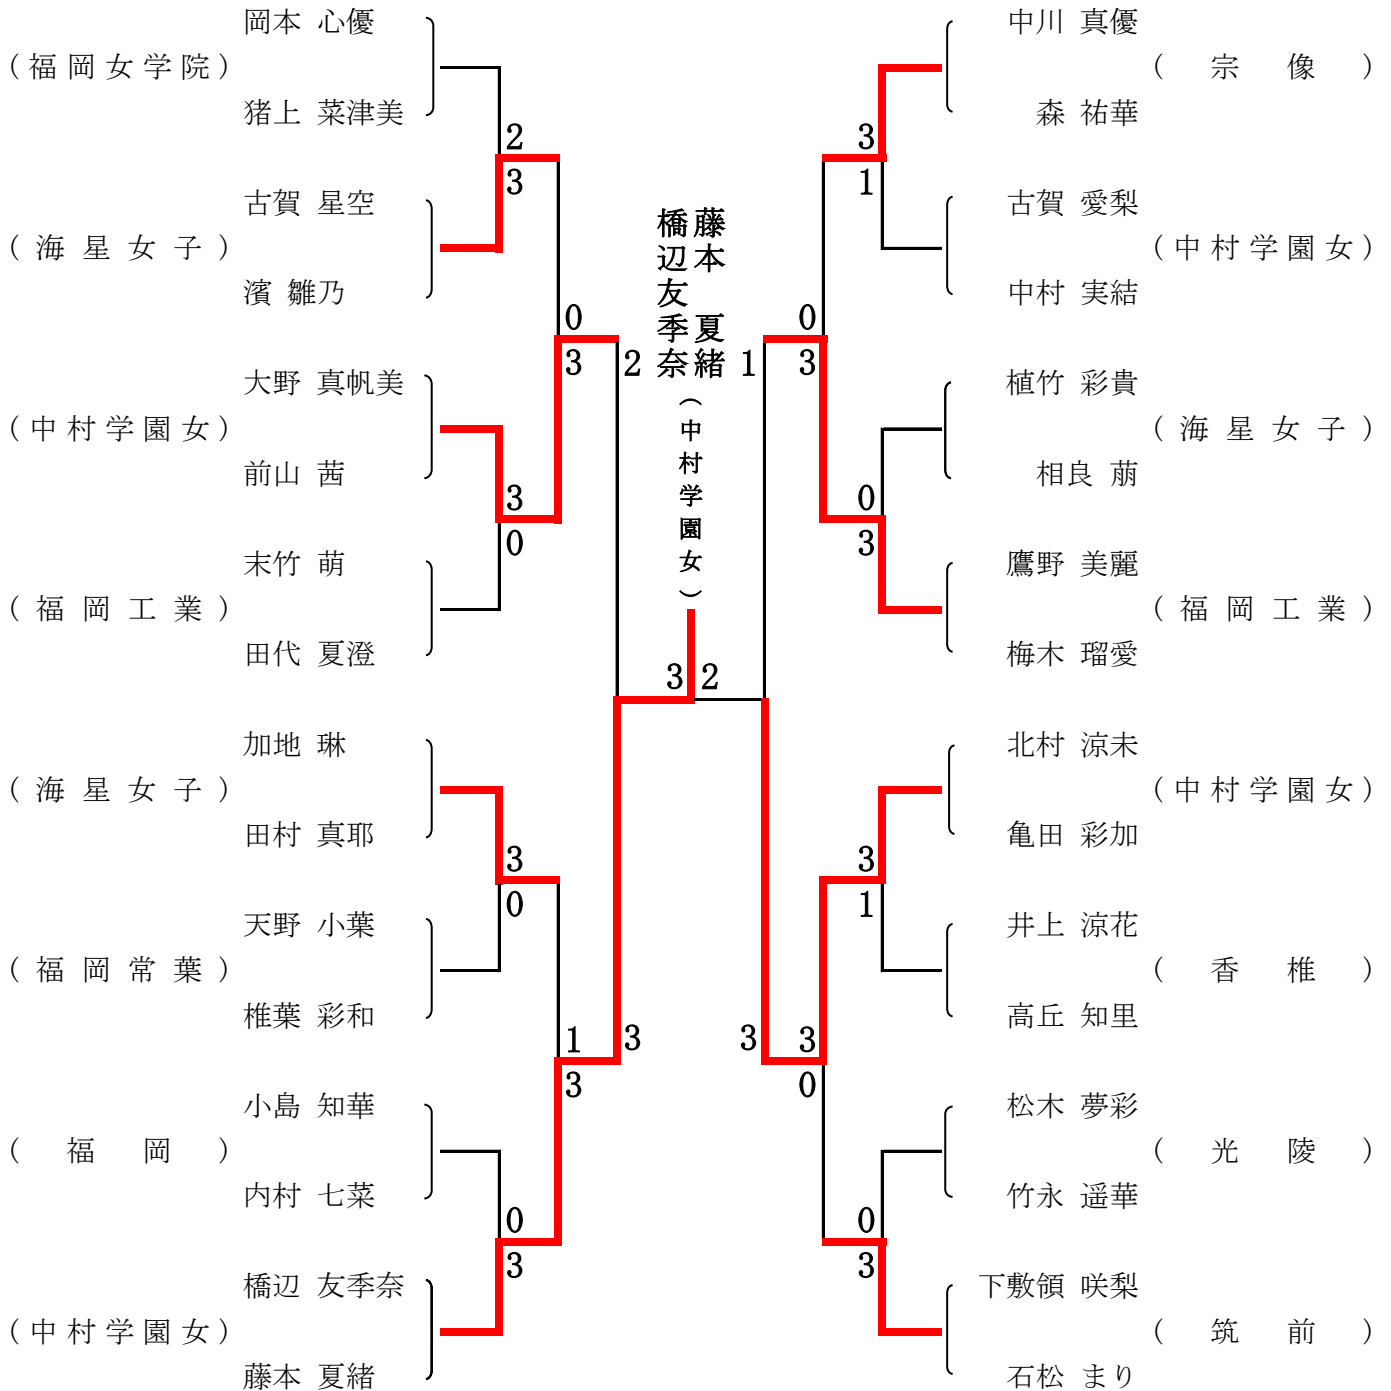 岡本 心優
(福岡女学院)
猪上 菜津美
2
3
古賀 星空
(海星女子)
濱 雛乃
0
3
大野 真帆美
(中村学園女)
前山 茜
3
0
末竹 萌
(福岡工業)
田代 夏澄
2
加地 琳
(海星女子)
田村 真耶
3
0
天野 小葉
(福岡常葉)
椎葉 彩和
1
3
小島 知華
(福岡)
内村 七菜
0
3
橋辺 友季奈
(中村学園女)
藤本 夏緒
3
藤本 夏緒
橋辺友季奈
(中村学園女)
3
2
中川 真優
(宗像)
森 祐華
3
1
古賀 愛梨
(中村学園女)
中村 実結
0
3
植竹 彩貴
(海星女子)
相良 萠
0
3
鷹野 美麗
(福岡工業)
梅木 瑠愛
1
北村 涼未
(中村学園女)
亀田 彩加
3
1
井上 涼花
(香椎)
高丘 知里
3
0
松木 夢彩
(光陵)
竹永 遥華
0
3
下敷領 咲梨
(筑前)
石松 まり
3